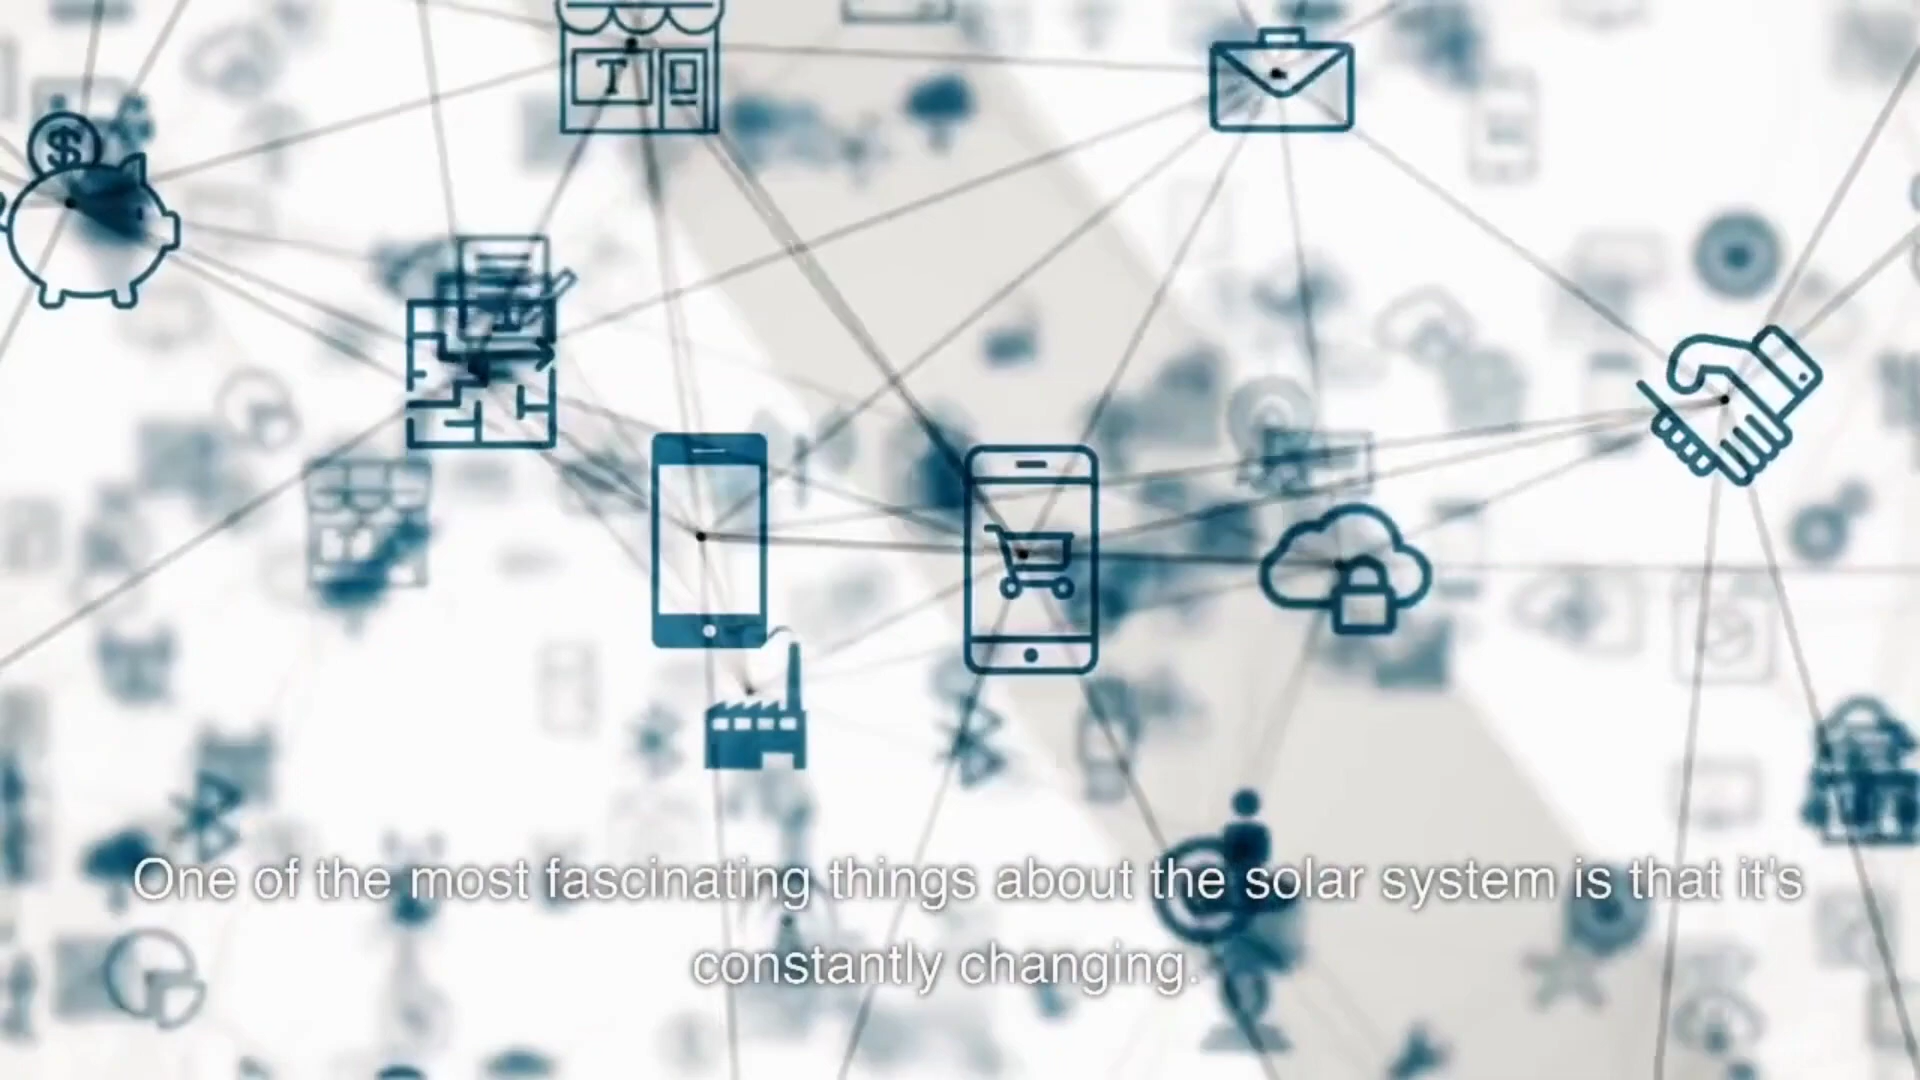 T
One of the most fascinating things about the solar system is that it's
constantly changing.